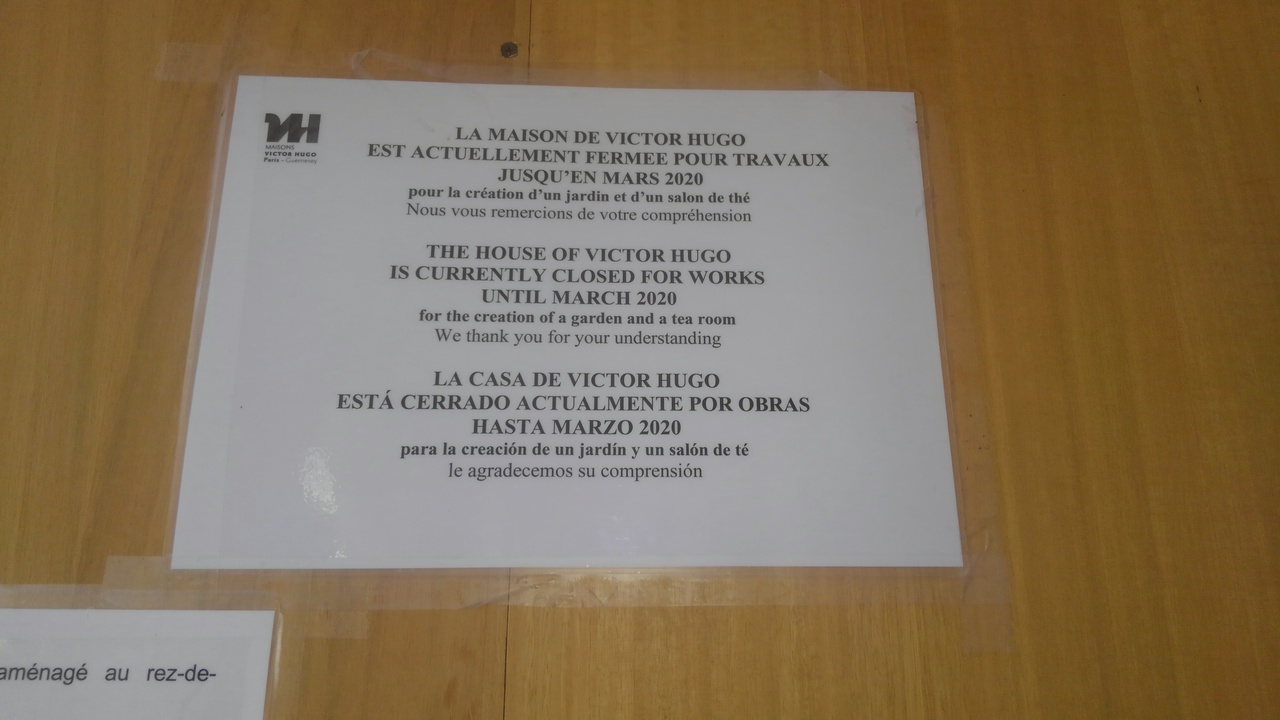 MAISONS
VICTOR HUGO
Paris - Guernesey
LA MAISON DE VICTOR HUGO
EST ACTUELLEMENT FERMEE POUR TRAVAUX
JUSQU'EN MARS 2020
pour la création d'un jardin et d'un salon de thé
Nous vous remercions de votre compréhension
THE HOUSE OF VICTOR HUGO
IS CURRENTLY CLOSED FOR WORKS
UNTIL MARCH 2020
for the creation of a garden and a tea room
We thank you for your understanding
LA CASA DE VICTOR HUGO
ESTÁ CERRADO ACTUALMENTE POR OBRAS
HASTA MARZO 2020
para la creación de un jardín y un salón de té
le agradecemos su comprensión
aménagé au rez-de-